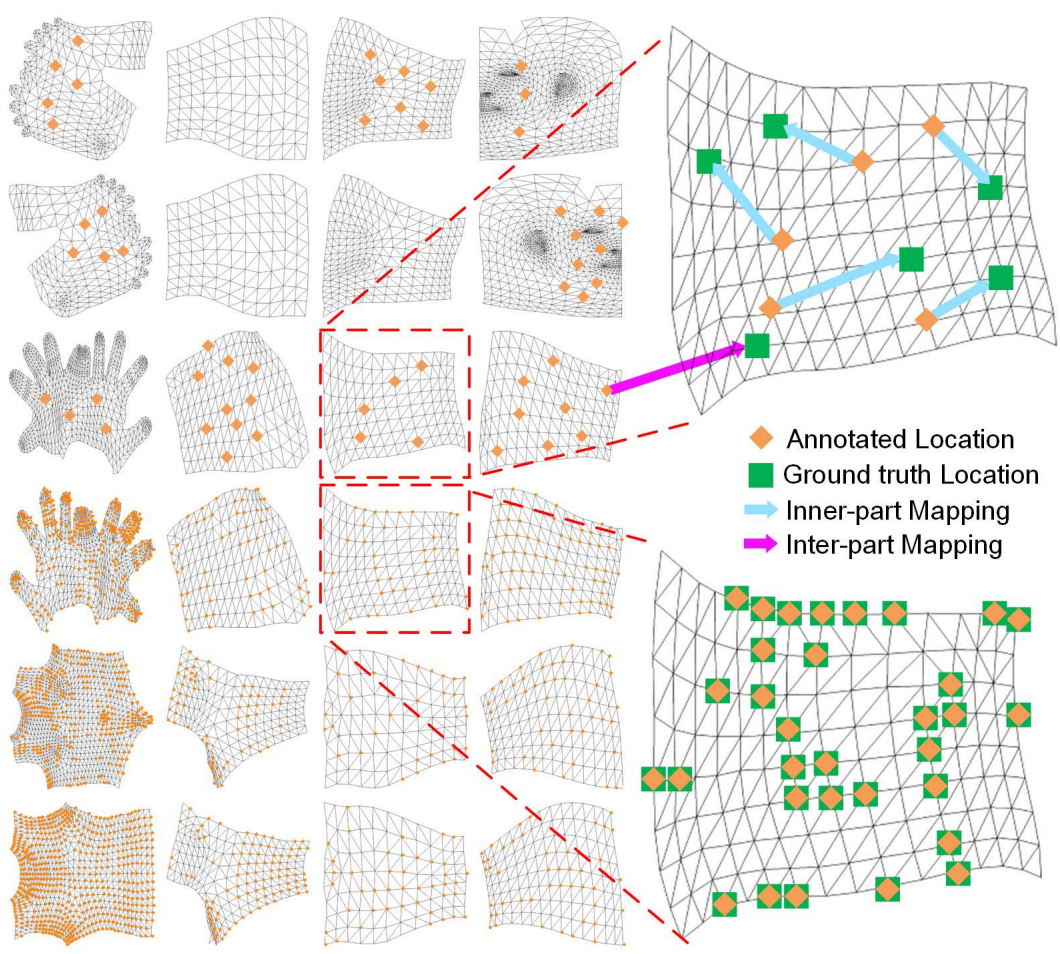 Annotated Location
Ground truth Location
Inner-part Mapping
Inter-part Mapping